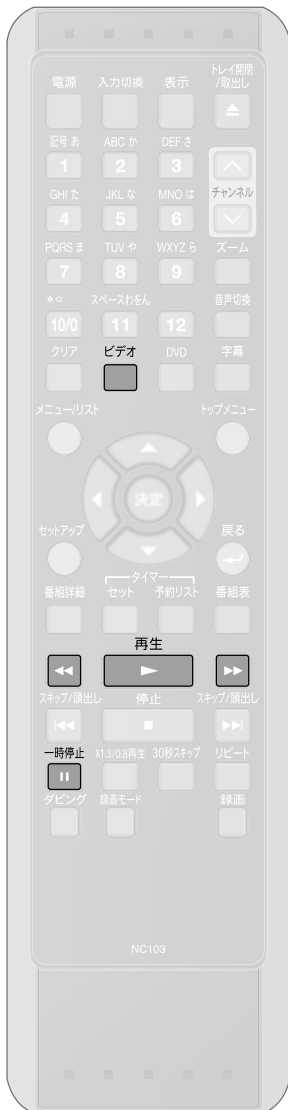 電源 入力切換 表示 トレイ開閉/取出し
記号 あ ABC か DEF さ
1 2 3
GHI た JKL な MNO は チャンネル
4 5 6
PQRS ま TUV や WXYZ ら ズーム
7 8 9
゛゜ スペースわをん 音声切換
10/0 11 12
クリア ビデオ DVD 字幕
メニュー/リスト トップメニュー
決定
セットアップ 戻る
タイマー
番組詳細 セット 予約リスト 番組表
再生
スキップ/頭出し 停止 スキップ/頭出し
一時停止 X1.3/0.8再生 30秒スキップ リピート
ダビング 録画モード 録画
NC103